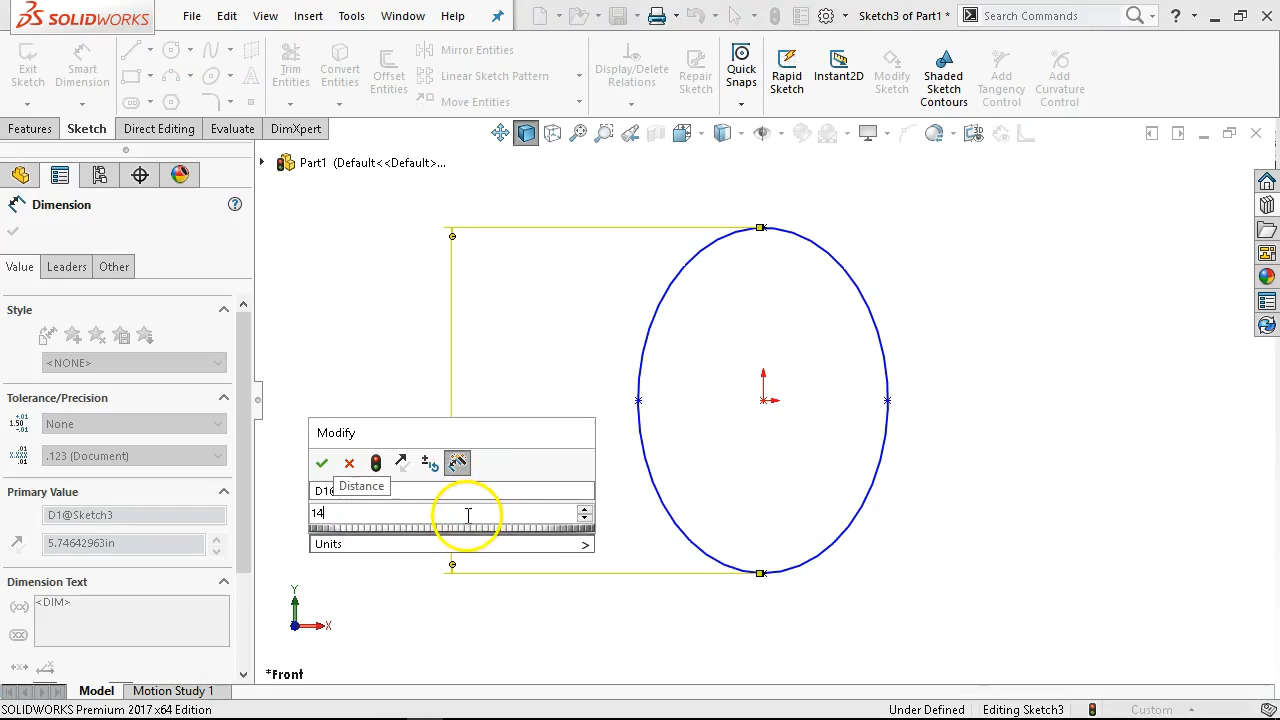 SOLIDWORKS
File Edit View Insert Tools Window Help
Sketch3 of Part1 *
Search Commands
?
Exit Sketch
Smart Dimension
Trim Entities
Convert Entities
Offset Entities
Mirror Entities
Linear Sketch Pattern
Move Entities
Display/Delete Relations
Repair Sketch
Quick Snaps
Rapid Sketch
Instant2D
Modify Sketch
Shaded Sketch Contours
Add Tangency Control
Add Curvature Control
Features Sketch Direct Editing Evaluate DimXpert
Part1 (Default<<Default>...
Dimension
Value Leaders Other
Style
<NONE>
Tolerance/Precision
None
.123 (Document)
Primary Value
D1@Sketch3
5.74642963in
Dimension Text
<DIM>
Modify
Distance
14
Units >
Y
X
*Front
Model Motion Study 1
SOLIDWORKS Premium 2017 x64 Edition
Under Defined Editing Sketch3 Custom